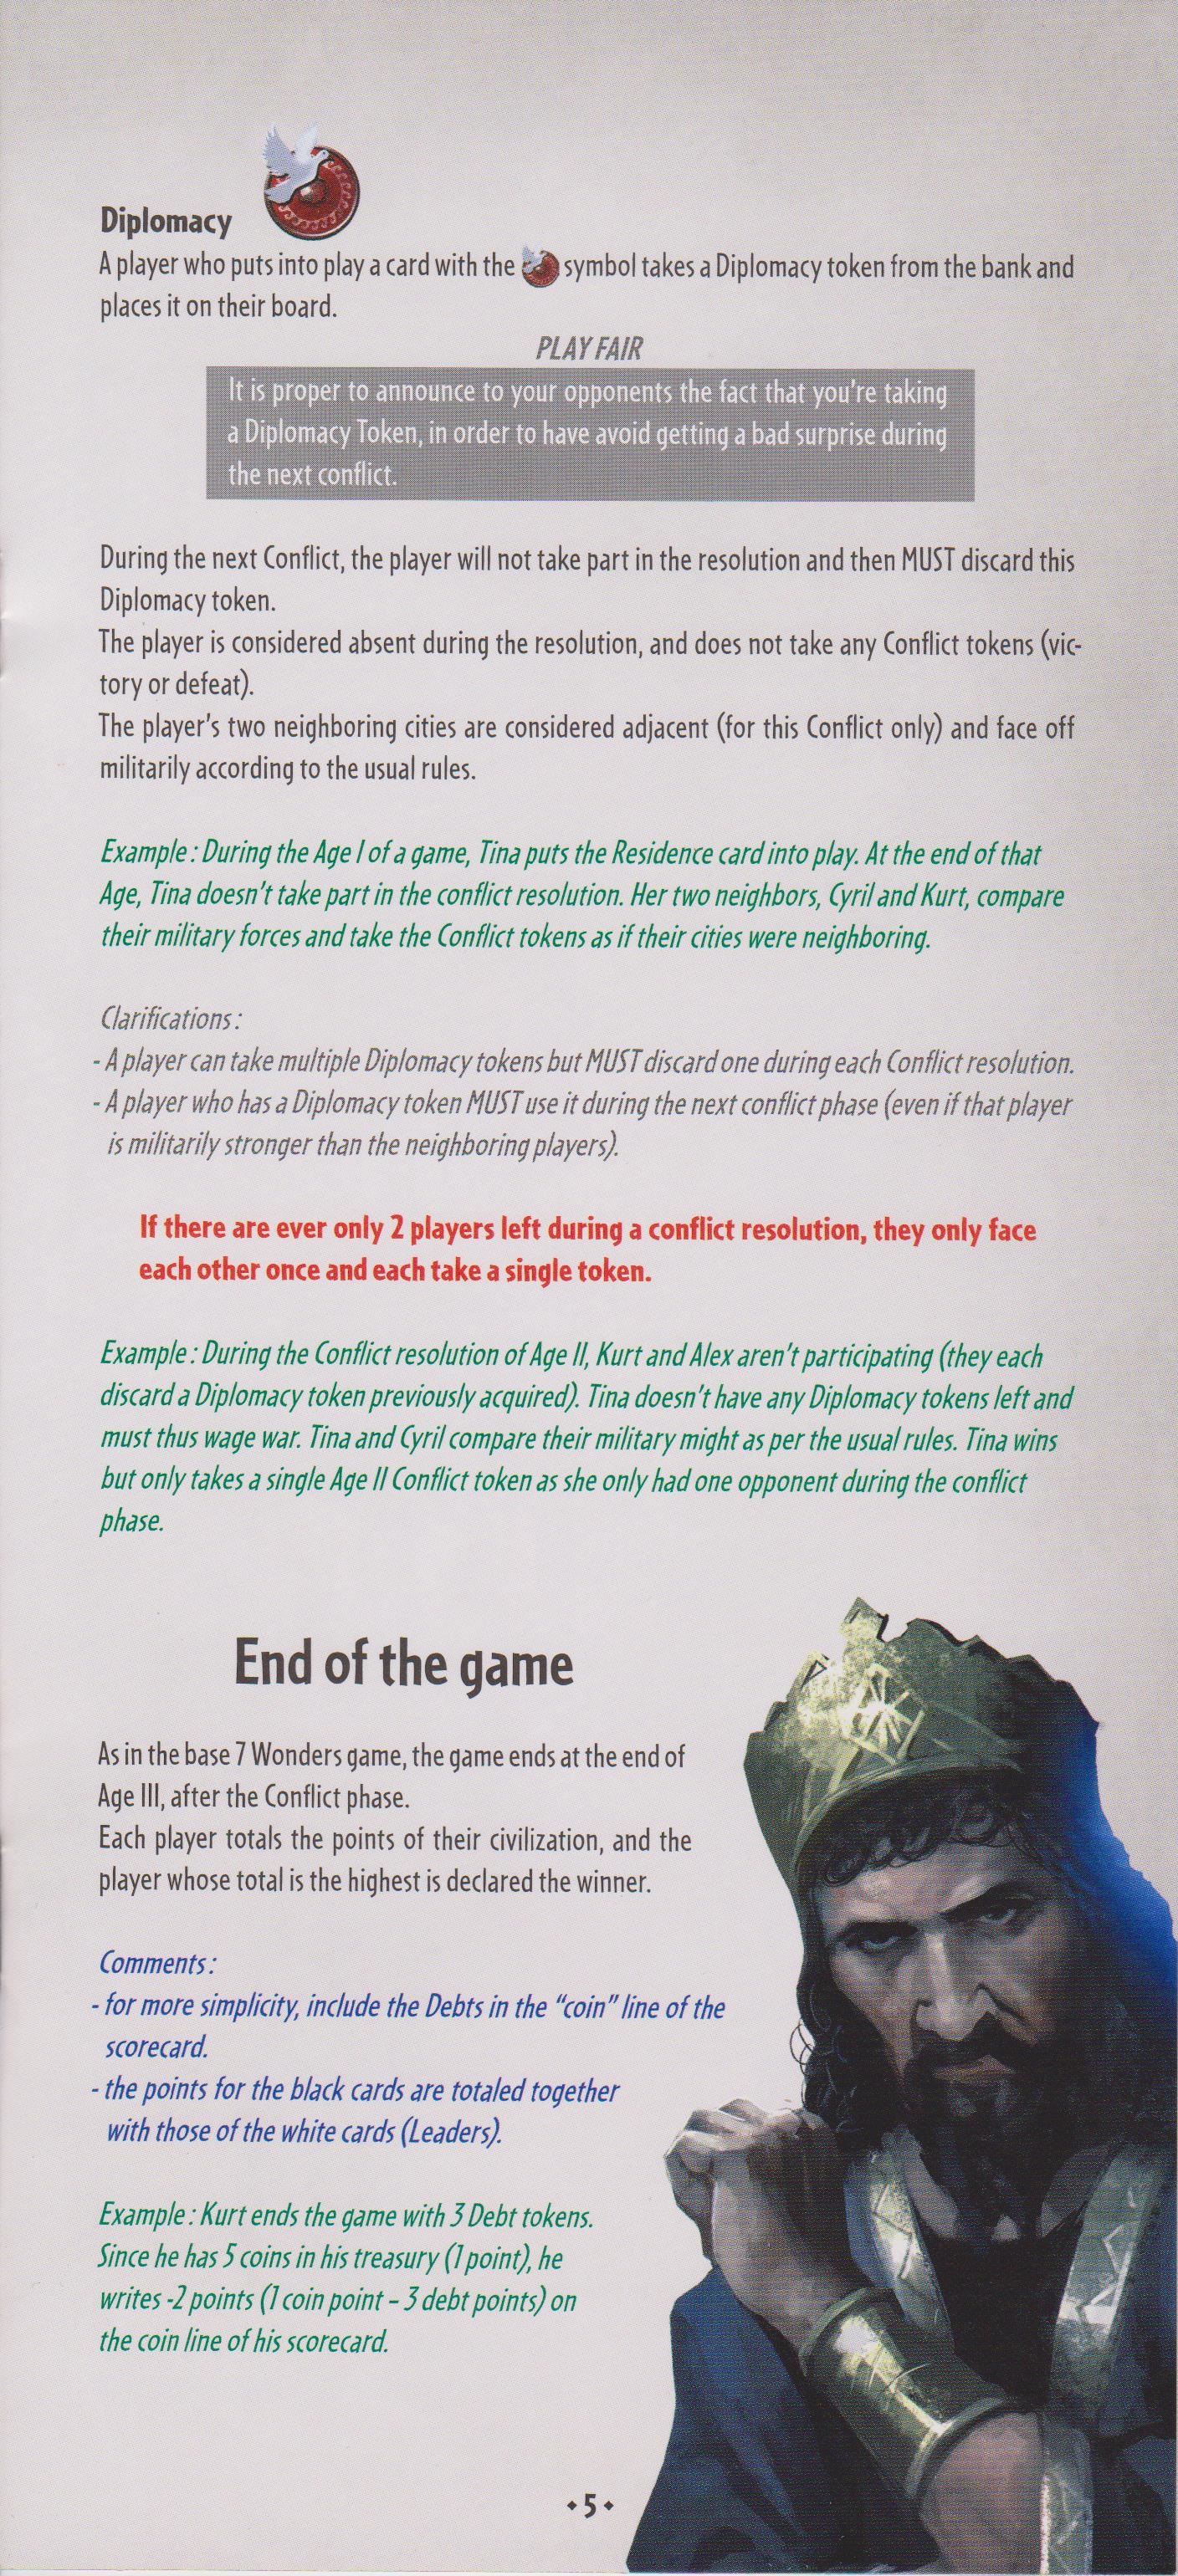 Diplomacy
A player who puts into play a card with the symbol takes a Diplomacy token from the bank and
places it on their board.
PLAY FAIR
It is proper to announce to your opponents the fact that you're taking
a Diplomacy Token, in order to have avoid getting a bad surprise during
the next conflict.
During the next Conflict, the player will not take part in the resolution and then MUST discard this
Diplomacy token.
The player is considered absent during the resolution, and does not take any Conflict tokens (vic-
tory or defeat).
The player's two neighboring cities are considered adjacent (for this Conflict only) and face off
militarily according to the usual rules.
Example : During the Age I of a game, Tina puts the Residence card into play. At the end of that
Age, Tina doesn't take part in the conflict resolution. Her two neighbors, Cyril and Kurt, compare
their military forces and take the Conflict tokens as if their cities were neighboring.
Clarifications :
- A player can take multiple Diplomacy tokens but MUST discard one during each Conflict resolution.
- A player who has a Diplomacy token MUST use it during the next conflict phase (even if that player
is militarily stronger than the neighboring players).
If there are ever only 2 players left during a conflict resolution, they only face
each other once and each take a single token.
Example : During the Conflict resolution of Age II, Kurt and Alex aren't participating (they each
discard a Diplomacy token previously acquired). Tina doesn't have any Diplomacy tokens left and
must thus wage war. Tina and Cyril compare their military might as per the usual rules. Tina wins
but only takes a single Age II Conflict token as she only had one opponent during the conflict
phase.
End of the game
As in the base 7 Wonders game, the game ends at the end of
Age III, after the Conflict phase.
Each player totals the points of their civilization, and the
player whose total is the highest is declared the winner.
Comments :
- for more simplicity, include the Debts in the "coin" line of the
scorecard.
- the points for the black cards are totaled together
with those of the white cards (Leaders).
Example : Kurt ends the game with 3 Debt tokens.
Since he has 5 coins in his treasury (1 point), he
writes -2 points (1 coin point – 3 debt points) on
the coin line of his scorecard.
• 5 •